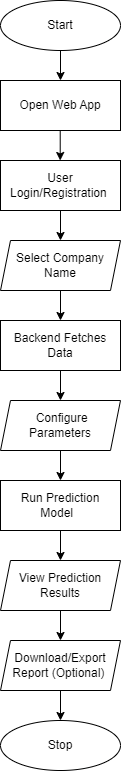 Start
Open Web App
User
Login/Registration
Select Company
Name
Backend Fetches
Data
Configure
Parameters
Run Prediction
Model
View Prediction
Results
Download/Export
Report (Optional)
Stop